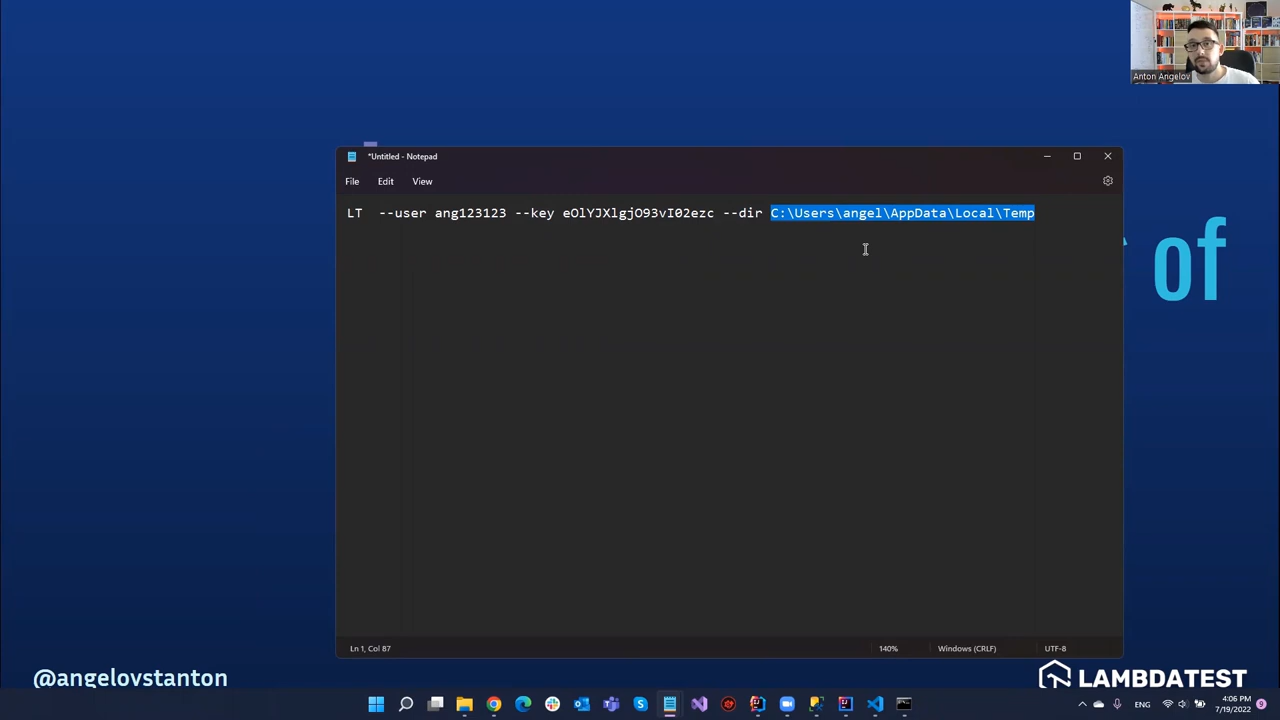 Anton Angelov
*Untitled - Notepad
File Edit View
LT --user ang123123 --key eOlYJXlgjO93vI02ezc --dir C:\Users\angel\AppData\Local\Temp
of
Ln 1, Col 87 140% Windows (CRLF) UTF-8
@angelovstanton
LAMBDATEST
ENG 4:06 PM
7/19/2022 9